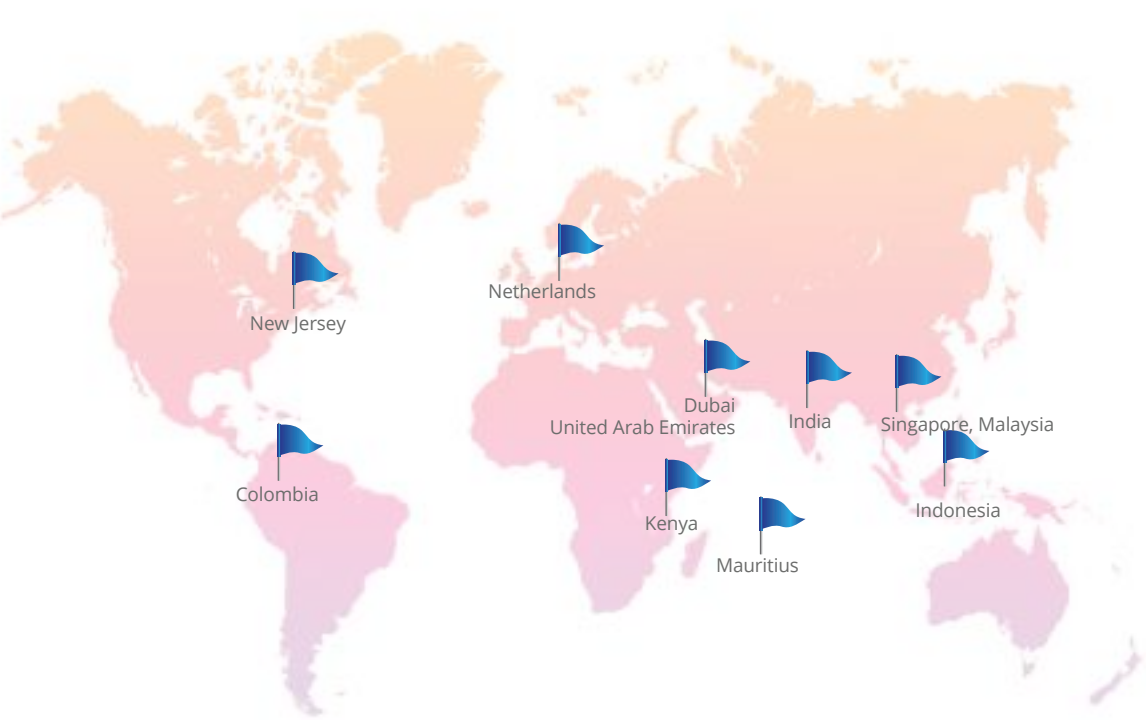 Netherlands
New Jersey
Dubai
United Arab Emirates
India
Singapore, Malaysia
Colombia
Indonesia
Kenya
Mauritius